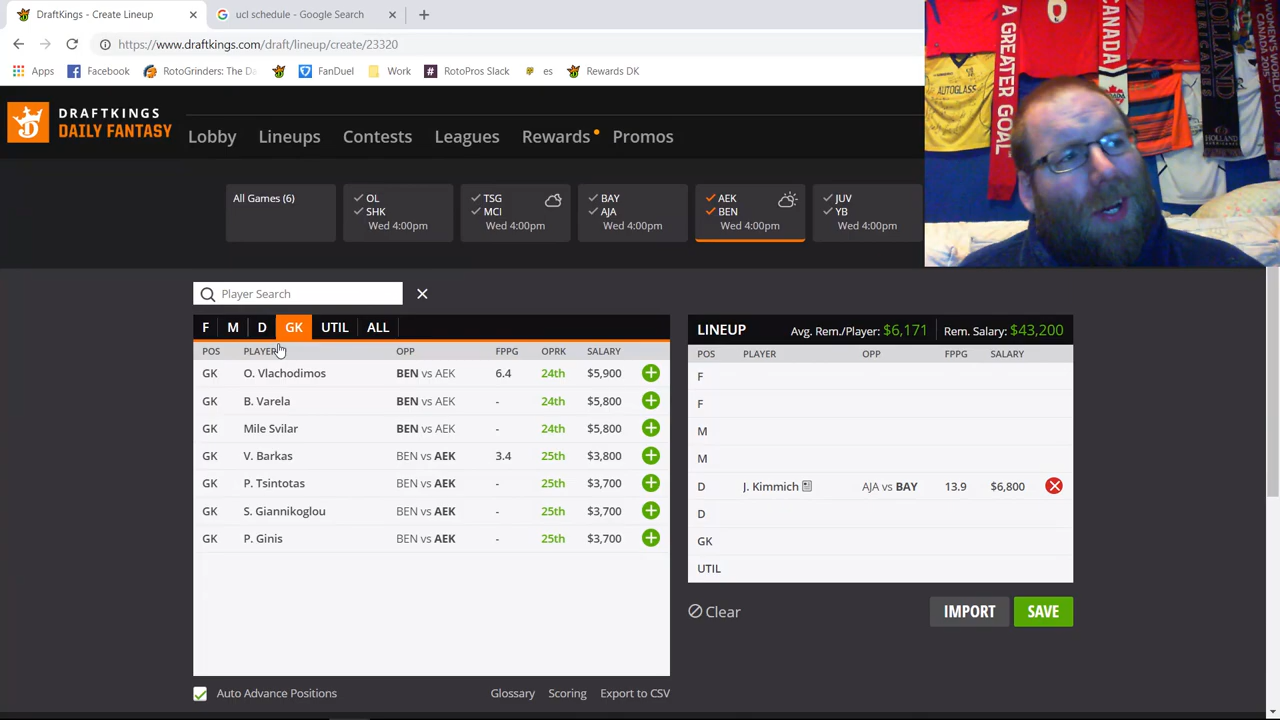 DraftKings - Create Lineup
ucl schedule - Google Search
https://www.draftkings.com/draft/lineup/create/23320
Apps Facebook RotoGrinders: The Da FanDuel Work RotoPros Slack es Rewards DK
DRAFTKINGS
DAILY FANTASY
Lobby Lineups Contests Leagues Rewards Promos
All Games (6)
OL
SHK
Wed 4:00pm
TSG
MCI
Wed 4:00pm
BAY
AJA
Wed 4:00pm
AEK
BEN
Wed 4:00pm
JUV
YB
Wed 4:00pm
Player Search
F M D GK UTIL ALL
POS PLAYER OPP FPPG OPRK SALARY
GK O. Vlachodimos BEN vs AEK 6.4 24th $5,900
GK B. Varela BEN vs AEK - 24th $5,800
GK Mile Svilar BEN vs AEK - 24th $5,800
GK V. Barkas BEN vs AEK 3.4 25th $3,800
GK P. Tsintotas BEN vs AEK - 25th $3,700
GK S. Giannikoglou BEN vs AEK - 25th $3,700
GK P. Ginis BEN vs AEK - 25th $3,700
Auto Advance Positions
Glossary Scoring Export to CSV
LINEUP Avg. Rem./Player: $6,171 Rem. Salary: $43,200
POS PLAYER OPP FPPG SALARY
F
F
M
M
D J. Kimmich AJA vs BAY 13.9 $6,800
D
GK
UTIL
Clear
IMPORT SAVE
A GREATER GOAL
CANADA
AUTOGLASS
HOLLAND
WOMEN'S WORLD CUP
CANADA 2015
HOLLAND